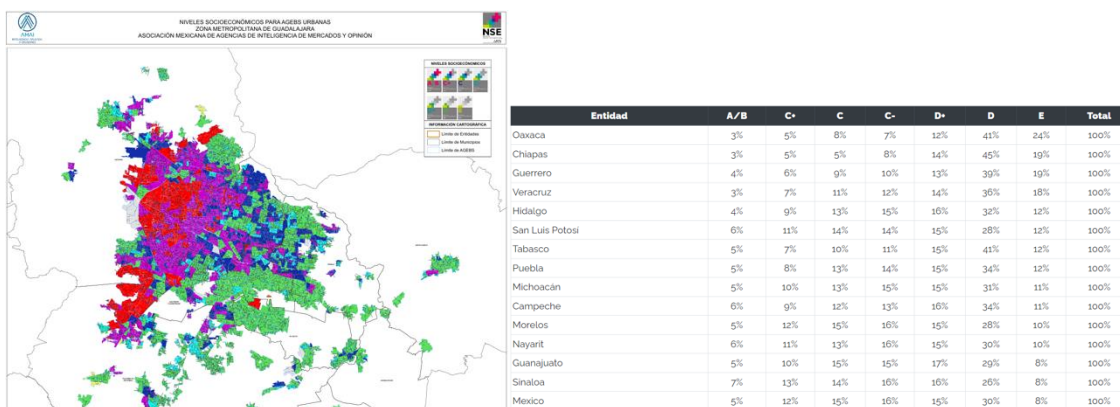 NIVELES SOCIOECONÓMICOS PARA AGEBS URBANAS
ZONA METROPOLITANA DE GUADALAJARA
ASOCIACIÓN MEXICANA DE AGENCIAS DE INTELIGENCIA DE MERCADOS Y OPINIÓN
AMAI
NSE
NIVELES SOCIOECONÓMICOS
INFORMACIÓN CARTOGRÁFICA
Límite de Entidades
Límite de Municipios
Límite de AGEBS
Entidad A/B C+ C C- D+ D E Total
Oaxaca 3% 5% 8% 7% 12% 41% 24% 100%
Chiapas 3% 5% 5% 8% 14% 45% 19% 100%
Guerrero 4% 6% 9% 10% 13% 39% 19% 100%
Veracruz 3% 7% 11% 12% 14% 36% 18% 100%
Hidalgo 4% 9% 13% 15% 16% 32% 12% 100%
San Luis Potosí 6% 11% 14% 14% 15% 28% 12% 100%
Tabasco 5% 7% 10% 11% 15% 41% 12% 100%
Puebla 5% 8% 13% 14% 15% 34% 12% 100%
Michoacán 5% 10% 13% 15% 15% 31% 11% 100%
Campeche 6% 9% 12% 13% 16% 34% 11% 100%
Morelos 5% 12% 15% 16% 15% 28% 10% 100%
Nayarit 6% 11% 13% 16% 15% 30% 10% 100%
Guanajuato 5% 10% 15% 15% 17% 29% 8% 100%
Sinaloa 7% 13% 14% 16% 16% 26% 8% 100%
Mexico 5% 12% 15% 16% 15% 30% 8% 100%